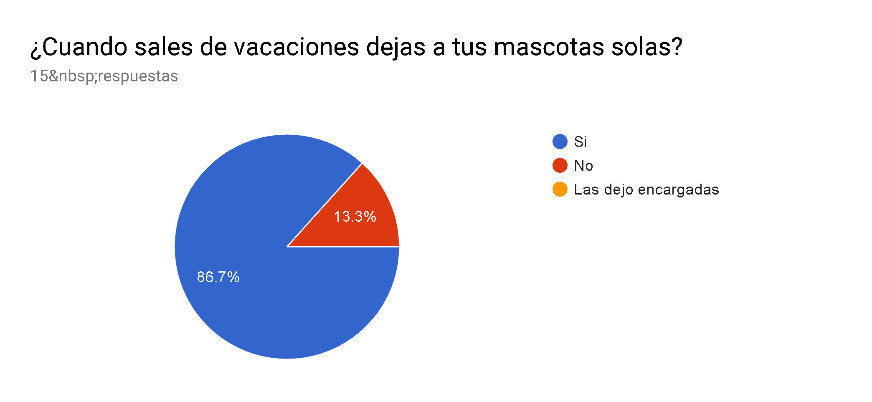 ¿Cuando sales de vacaciones dejas a tus mascotas solas?
15&nbsp;respuestas
Si
No
Las dejo encargadas
13.3%
86.7%